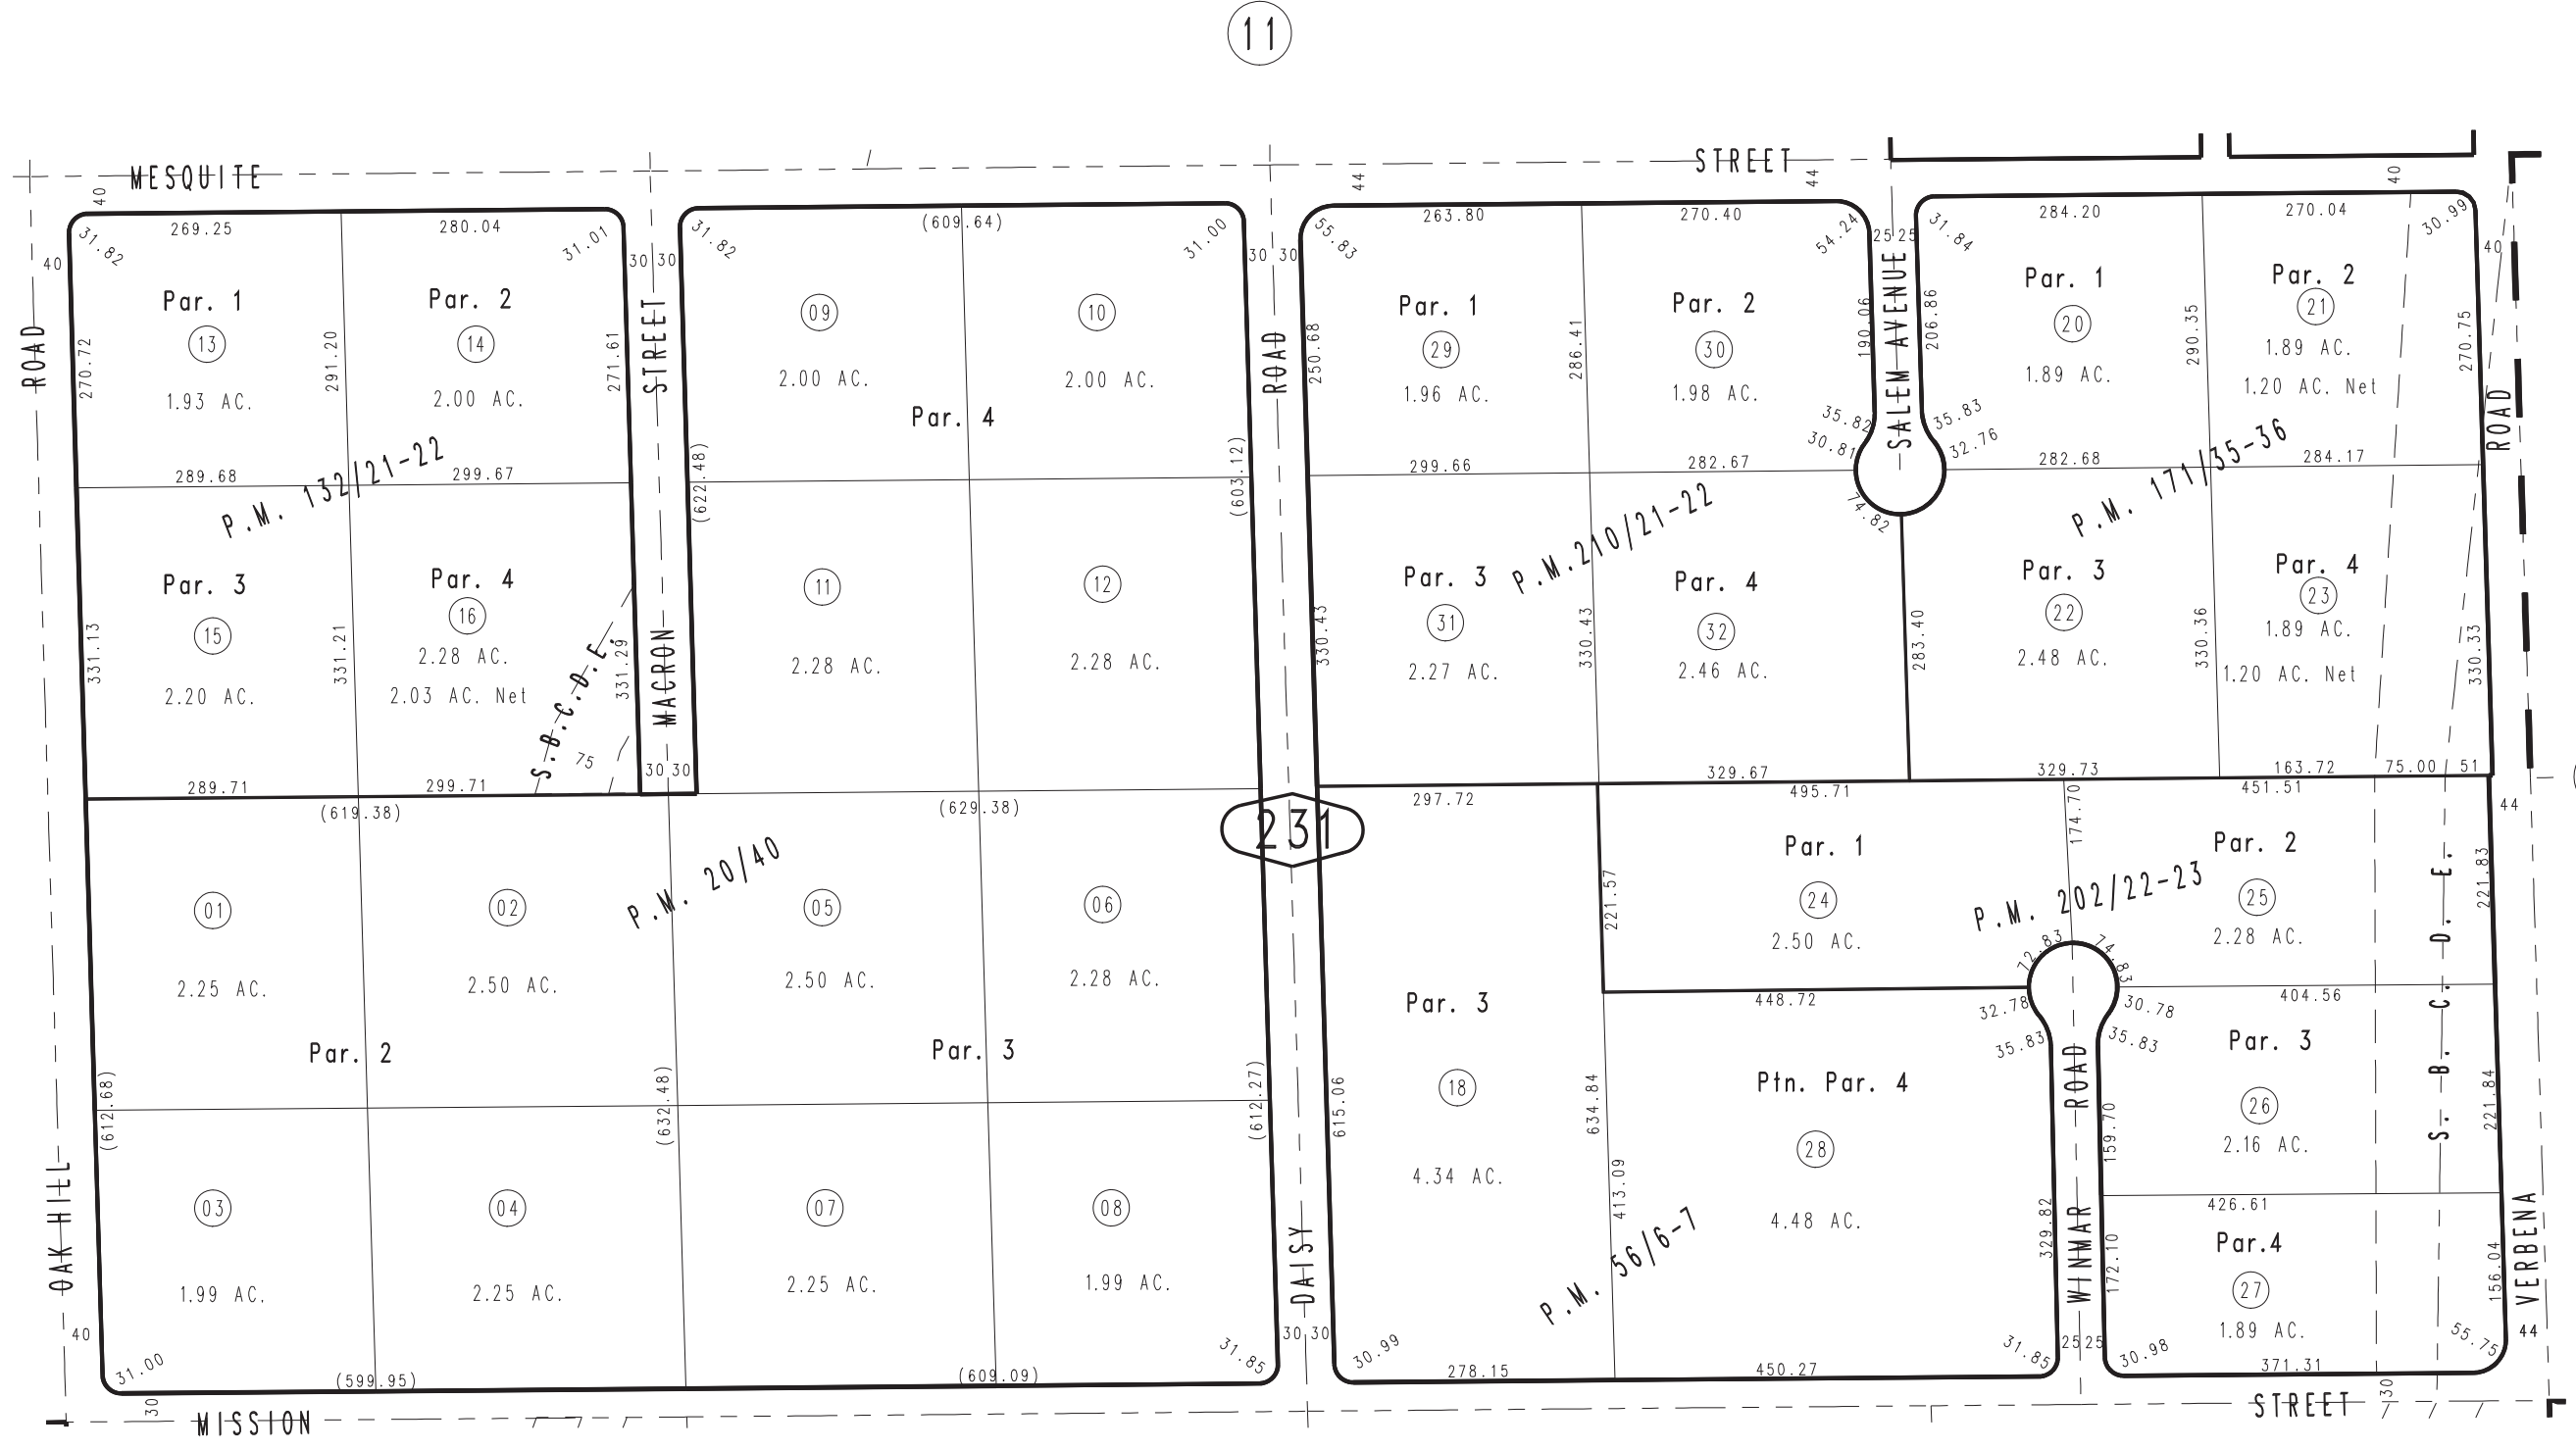 11
MESQUITE
STREET
40
44
44
40
269.25
280.04
(609.64)
263.80
270.40
284.20
270.04
31.82
31.01
31.82
31.00
55.83
54.24
25 25
31.84
30.99
40
30 30
30 30
40
Par. 1
13
1.93 AC.
Par. 2
14
2.00 AC.
09
2.00 AC.
10
2.00 AC.
Par. 4
Par. 1
29
1.96 AC.
Par. 2
30
1.98 AC.
Par. 1
20
1.89 AC.
Par. 2
21
1.89 AC.
1.20 AC. Net
ROAD
270.72
291.20
271.61
STREET
ROAD
250.68
286.41
190.06
SALEM AVENUE
206.86
290.35
270.75
ROAD
35.82
30.81
35.83
32.76
74.82
289.68
299.67
(622.48)
(603.12)
299.66
282.67
282.68
284.17
P.M. 132/21-22
P.M.210/21-22
P.M. 171/35-36
Par. 3
15
2.20 AC.
Par. 4
16
2.28 AC.
2.03 AC. Net
11
2.28 AC.
12
2.28 AC.
Par. 3
31
2.27 AC.
Par. 4
32
2.46 AC.
Par. 3
22
2.48 AC.
Par. 4
23
1.89 AC.
1.20 AC. Net
331.13
331.21
S.B.C.D.E.
75
331.29
MACRON
30 30
330.43
330.43
283.40
330.36
330.33
289.71
299.71
329.67
329.73
163.72
75.00
51
(619.38)
(629.38)
231
297.72
495.71
174.70
451.51
44
P.M. 20/40
01
2.25 AC.
02
2.50 AC.
05
2.50 AC.
06
2.28 AC.
Par. 1
24
2.50 AC.
Par. 2
25
2.28 AC.
221.57
P.M. 202/22-23
221.83
72.83
74.83
S. B. C. D. E.
Par. 2
Par. 3
Par. 3
18
4.34 AC.
448.72
404.56
32.78
35.83
30.78
35.83
Ptn. Par. 4
28
4.48 AC.
Par. 3
26
2.16 AC.
(612.68)
(632.48)
(612.27)
615.06
634.84
413.09
ROAD
159.70
221.84
OAK HILL
03
1.99 AC.
04
2.25 AC.
07
2.25 AC.
08
1.99 AC.
DAISY
P.M. 56/6-7
329.82
WINMAR
172.10
426.61
Par.4
27
1.89 AC.
156.04
VERBENA
40
31.00
(599.95)
(609.09)
31.85
30 30
30.99
278.15
450.27
31.85
25 25
30.98
371.31
55.75
44
30
30
MISSION
STREET